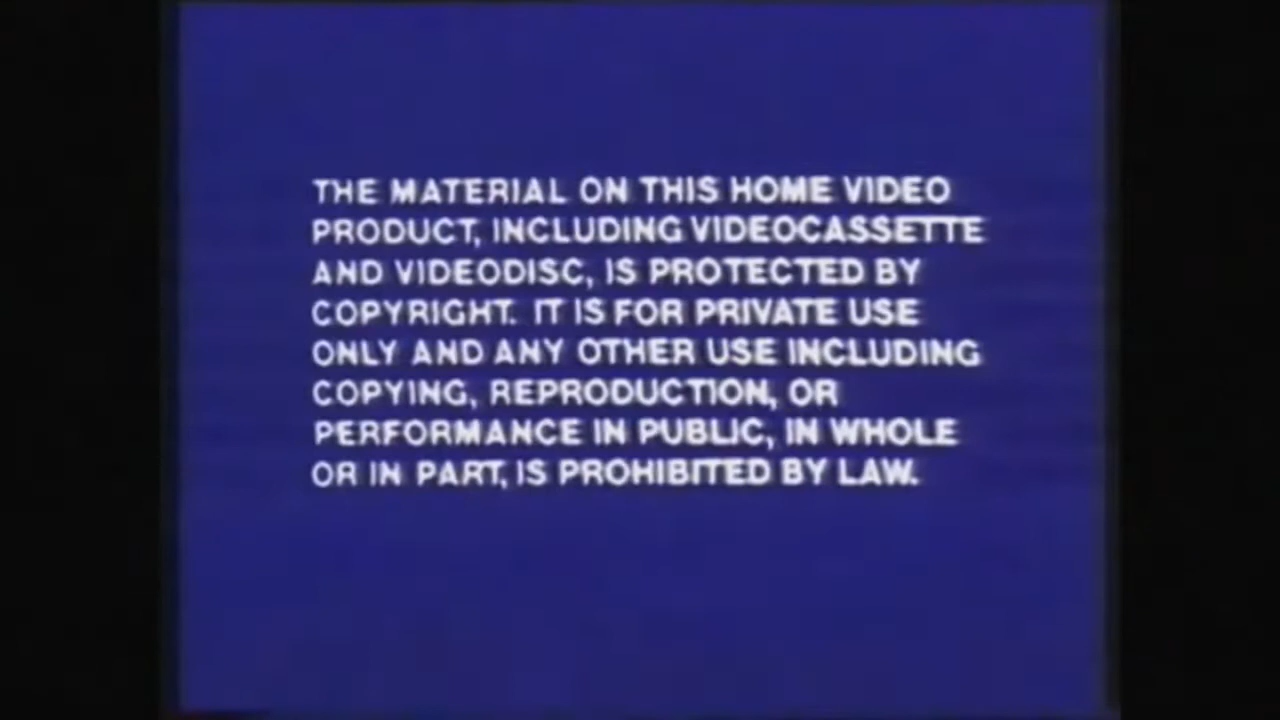 THE MATERIAL ON THIS HOME VIDEO
PRODUCT, INCLUDING VIDEOCASSETTE
AND VIDEODISC, IS PROTECTED BY
COPYRIGHT. IT IS FOR PRIVATE USE
ONLY AND ANY OTHER USE INCLUDING
COPYING, REPRODUCTION, OR
PERFORMANCE IN PUBLIC, IN WHOLE
OR IN PART, IS PROHIBITED BY LAW.